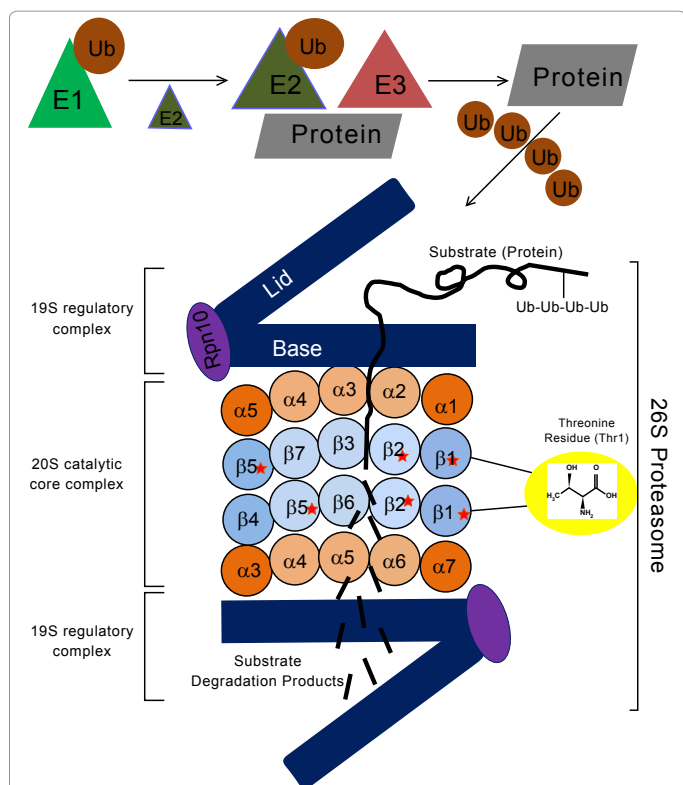 Ub
E1
E2
Ub
E2
E3
Protein
Protein
Ub
Ub
Ub
Ub
Substrate (Protein)
Ub-Ub-Ub-Ub
Lid
19S regulatory
complex
Rpn10
Base
α5
α4
α3
α2
α1
β5
β7
β3
β2
β1
20S catalytic
core complex
β4
β5
β6
β2
β1
α3
α4
α5
α6
α7
Threonine
Residue (Thr1)
OH
O
H₃C
OH
NH₂
26S Proteasome
19S regulatory
complex
Substrate
Degradation Products